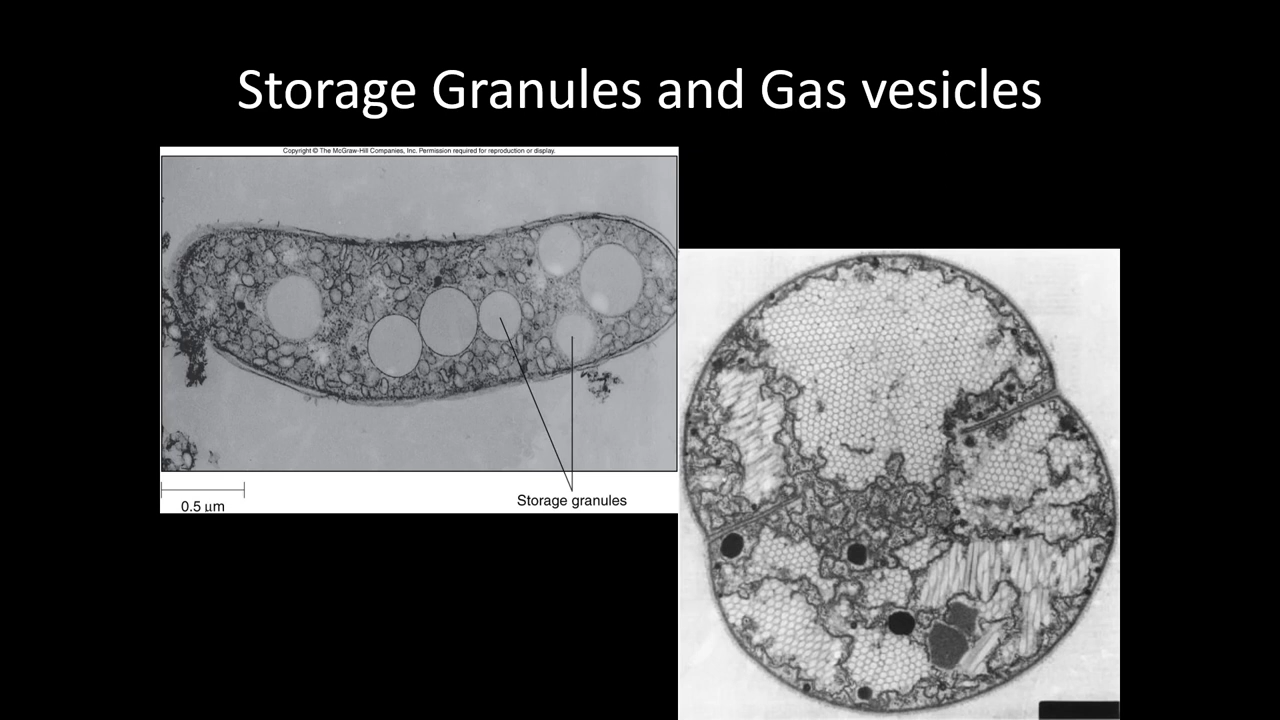 Storage Granules and Gas vesicles
Copyright © The McGraw-Hill Companies, Inc. Permission required for reproduction or display.
Storage granules
0.5 μm